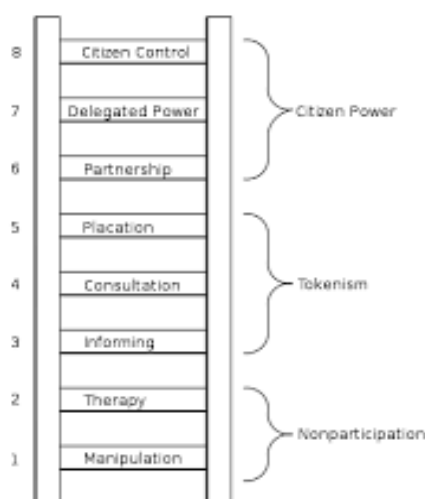 8 Citizen Control
7 Delegated Power Citizen Power
6 Partnership
5 Placation
4 Consultation Tokenism
3 Informing
2 Therapy
Nonparticipation
1 Manipulation